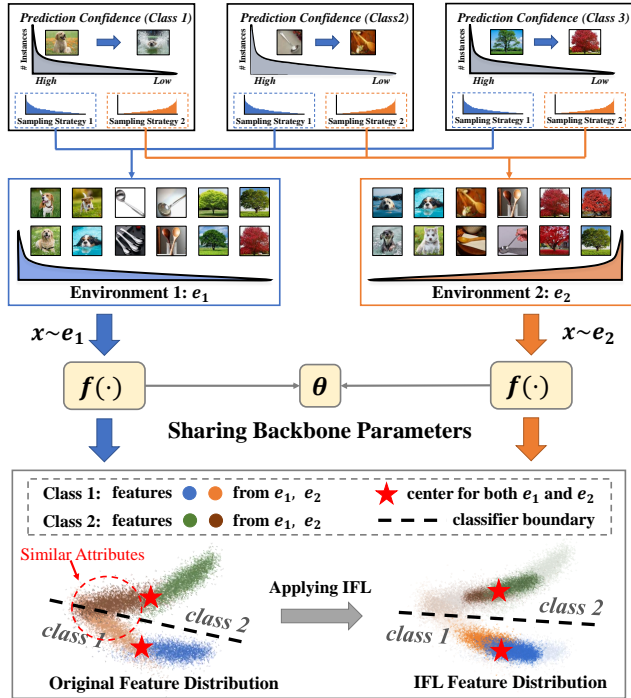 Prediction Confidence (Class 1)
# Instances
High
Low
Sampling Strategy 1
Sampling Strategy 2
Prediction Confidence (Class2)
# Instances
High
Low
Sampling Strategy 1
Sampling Strategy 2
Prediction Confidence (Class 3)
# Instances
High
Low
Sampling Strategy 1
Sampling Strategy 2
Environment 1: e₁
Environment 2: e₂
x~e₁
x~e₂
f(·)
θ
f(·)
Sharing Backbone Parameters
Class 1: features from e₁, e₂
center for both e₁ and e₂
Class 2: features from e₁, e₂
classifier boundary
Similar Attributes
class 2
class 1
Applying IFL
class 2
class 1
Original Feature Distribution
IFL Feature Distribution